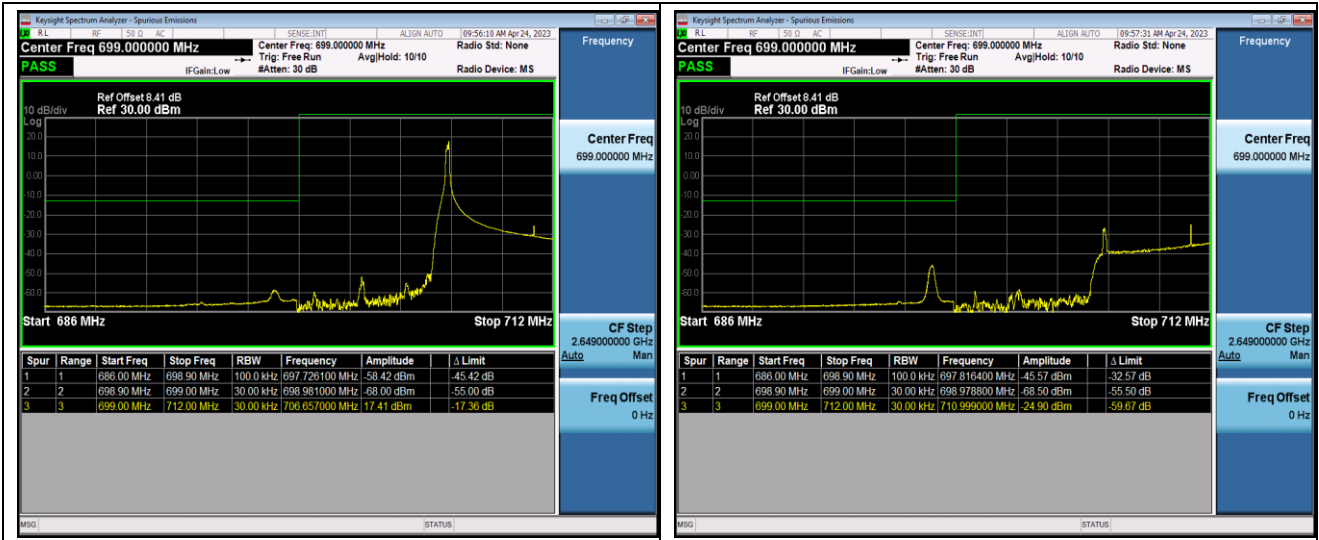 Keysight Spectrum Analyzer - Spurious Emissions
RL RF 50 Ω AC SENSE:INT ALIGN AUTO 09:56:10 AM Apr 24, 2023
Center Freq 699.000000 MHz
Center Freq: 699.000000 MHz Radio Std: None
Trig: Free Run Avg|Hold: 10/10
PASS IFGain:Low #Atten: 30 dB Radio Device: MS
Frequency
Ref Offset 8.41 dB
10 dB/div Ref 30.00 dBm
Log
20.0
10.0
0.00
-10.0
-20.0
-30.0
-40.0
-50.0
-60.0
Start 686 MHz Stop 712 MHz
Center Freq
699.000000 MHz
CF Step
2.649000000 GHz
Auto Man
Freq Offset
0 Hz
Spur Range Start Freq Stop Freq RBW Frequency Amplitude Δ Limit
1 1 686.00 MHz 698.90 MHz 100.0 kHz 697.726100 MHz -58.42 dBm -45.42 dB
2 2 698.90 MHz 699.00 MHz 30.00 kHz 698.981000 MHz -68.00 dBm -55.00 dB
3 3 699.00 MHz 712.00 MHz 30.00 kHz 706.657000 MHz 17.41 dBm -17.36 dB
MSG STATUS
Keysight Spectrum Analyzer - Spurious Emissions
RL RF 50 Ω AC SENSE:INT ALIGN AUTO 09:57:31 AM Apr 24, 2023
Center Freq 699.000000 MHz
Center Freq: 699.000000 MHz Radio Std: None
Trig: Free Run Avg|Hold: 10/10
PASS IFGain:Low #Atten: 30 dB Radio Device: MS
Frequency
Ref Offset 8.41 dB
10 dB/div Ref 30.00 dBm
Log
20.0
10.0
0.00
-10.0
-20.0
-30.0
-40.0
-50.0
-60.0
Start 686 MHz Stop 712 MHz
Center Freq
699.000000 MHz
CF Step
2.649000000 GHz
Auto Man
Freq Offset
0 Hz
Spur Range Start Freq Stop Freq RBW Frequency Amplitude Δ Limit
1 1 686.00 MHz 698.90 MHz 100.0 kHz 697.816400 MHz -45.57 dBm -32.57 dB
2 2 698.90 MHz 699.00 MHz 30.00 kHz 698.978800 MHz -68.50 dBm -55.50 dB
3 3 699.00 MHz 712.00 MHz 30.00 kHz 710.999000 MHz -24.90 dBm -59.67 dB
MSG STATUS